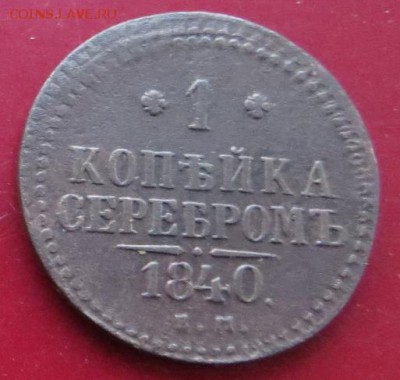 COINS.LAVE.RU
* 1 *
КОПѢЙКА
СЕРЕБРОМЪ
1840.